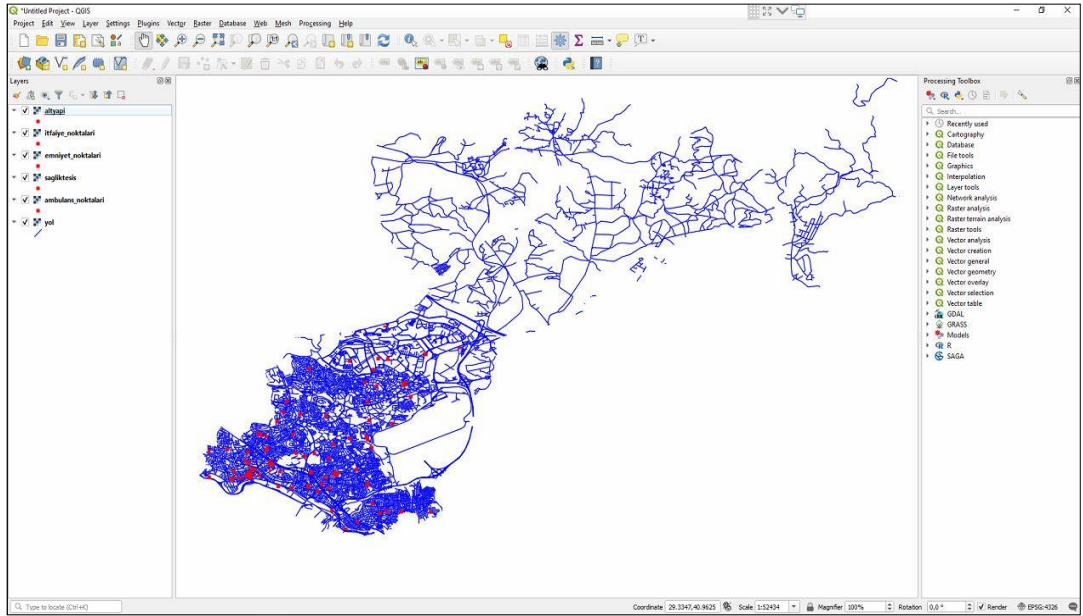 *Untitled Project - QGIS
Project Edit View Layer Settings Plugins Vector Raster Database Web Mesh Processing Help
Layers
altyapi
itfaiye_noktalari
emniyet_noktalari
sagliktesis
ambulans_noktalari
yol
Processing Toolbox
Search...
Recently used
Cartography
Database
File tools
Graphics
Interpolation
Layer tools
Network analysis
Raster analysis
Raster terrain analysis
Raster tools
Vector analysis
Vector creation
Vector general
Vector geometry
Vector overlay
Vector selection
Vector table
GDAL
GRASS
Models
R
SAGA
Type to locate (Ctrl+K)
Coordinate 29.3347,40.9625 Scale 1:52434 Magnifier 100% Rotation 0,0 ° Render EPSG:4326